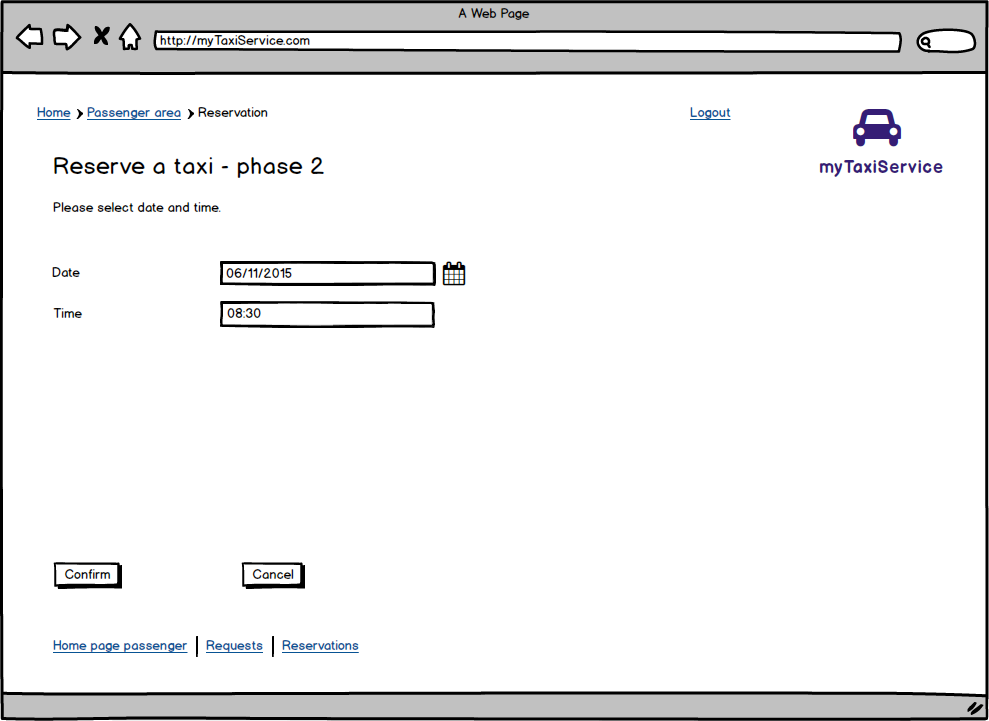 A Web Page
http://myTaxiService.com
Home Passenger area Reservation Logout
myTaxiService
Reserve a taxi - phase 2
Please select date and time.
Date 06/11/2015
Time 08:30
Confirm Cancel
Home page passenger Requests Reservations